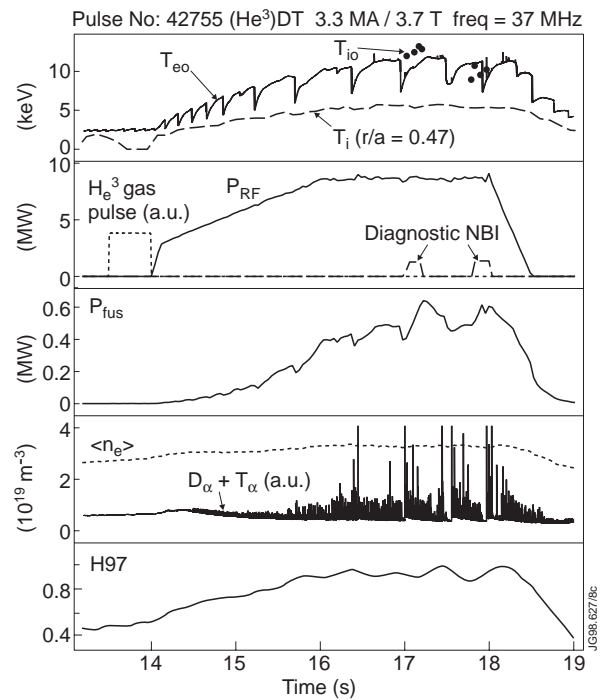 Pulse No: 42755 (He³)DT 3.3 MA / 3.7 T freq = 37 MHz
Teo
Tio
Ti (r/a = 0.47)
(keV)
10
5
0
He³ gas
pulse (a.u.)
PRF
Diagnostic NBI
(MW)
10
5
0
Pfus
(MW)
0.6
0.4
0.2
0
<ne>
Dα + Tα (a.u.)
(10¹⁹ m⁻³)
4
2
0
H97
0.8
0.4
14 15 16 17 18 19
Time (s)
JG98.627/8c